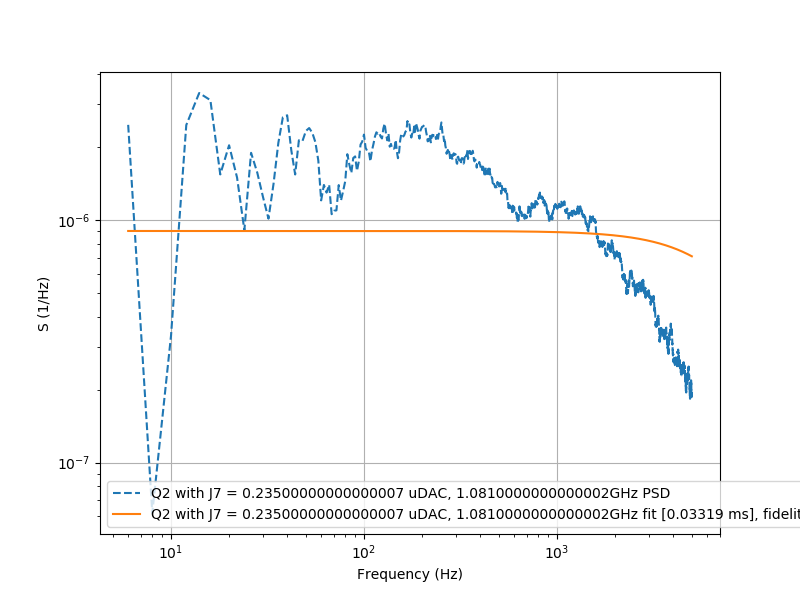 10⁻⁶
10⁻⁷
S (1/Hz)
Q2 with J7 = 0.23500000000000007 uDAC, 1.0810000000000002GHz PSD
Q2 with J7 = 0.23500000000000007 uDAC, 1.0810000000000002GHz fit [0.03319 ms], fidelit
10¹ 10² 10³
Frequency (Hz)